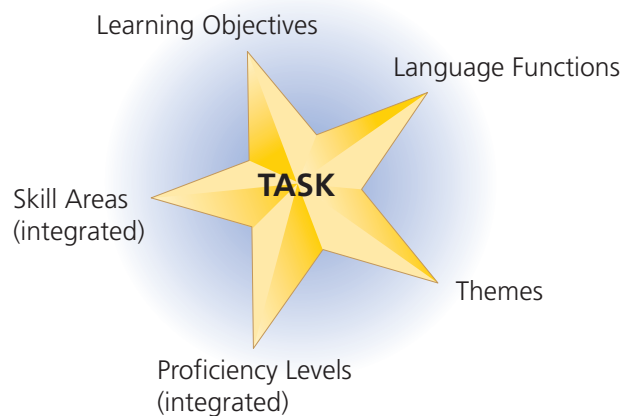 Learning Objectives
Language Functions
TASK
Skill Areas
(integrated)
Themes
Proficiency Levels
(integrated)